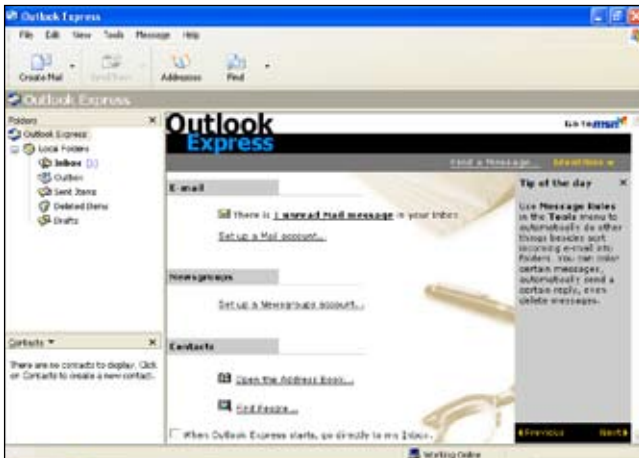 Outlook Express
File Edit View Tools Message Help
Create Mail Send/Recv Addresses Find
Outlook Express
Folders
Outlook Express
Local Folders
Inbox (1)
Outbox
Sent Items
Deleted Items
Drafts
Contacts
There are no contacts to display. Click
on Contacts to create a new contact.
Outlook
Express
Go to msn
Find a Message...
E-mail
There is 1 unread Mail message in your Inbox
Set up a Mail account...
Newsgroups
Set up a Newsgroups account...
Contacts
Open the Address Book...
Find People...
When Outlook Express starts, go directly to my Inbox.
Tip of the day
Use Message Rules
in the Tools menu to
automatically do other
things besides sort
incoming e-mail into
folders. You can color
certain messages,
automatically send a
certain reply, even
delete messages.
Previous Next
Working Online